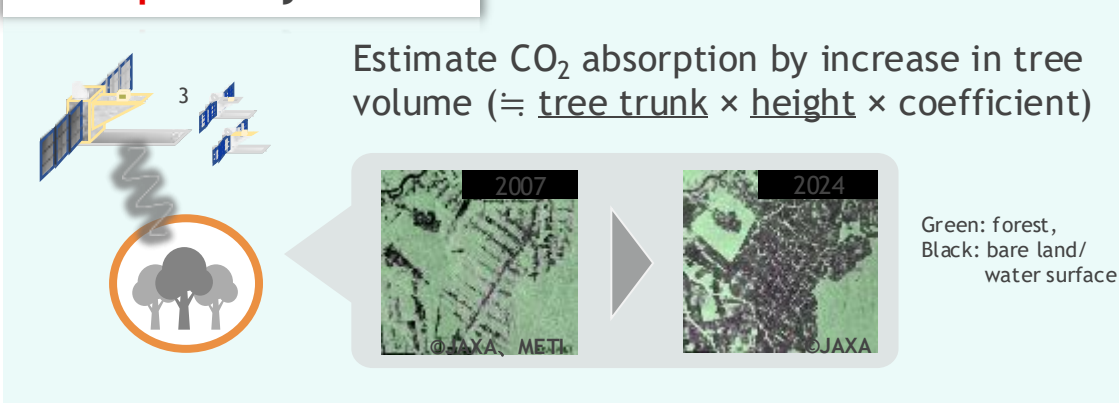 3
Estimate CO₂ absorption by increase in tree
volume (≒ tree trunk × height × coefficient)
2007
2024
Green: forest,
Black: bare land/
water surface
©JAXA、METI
©JAXA